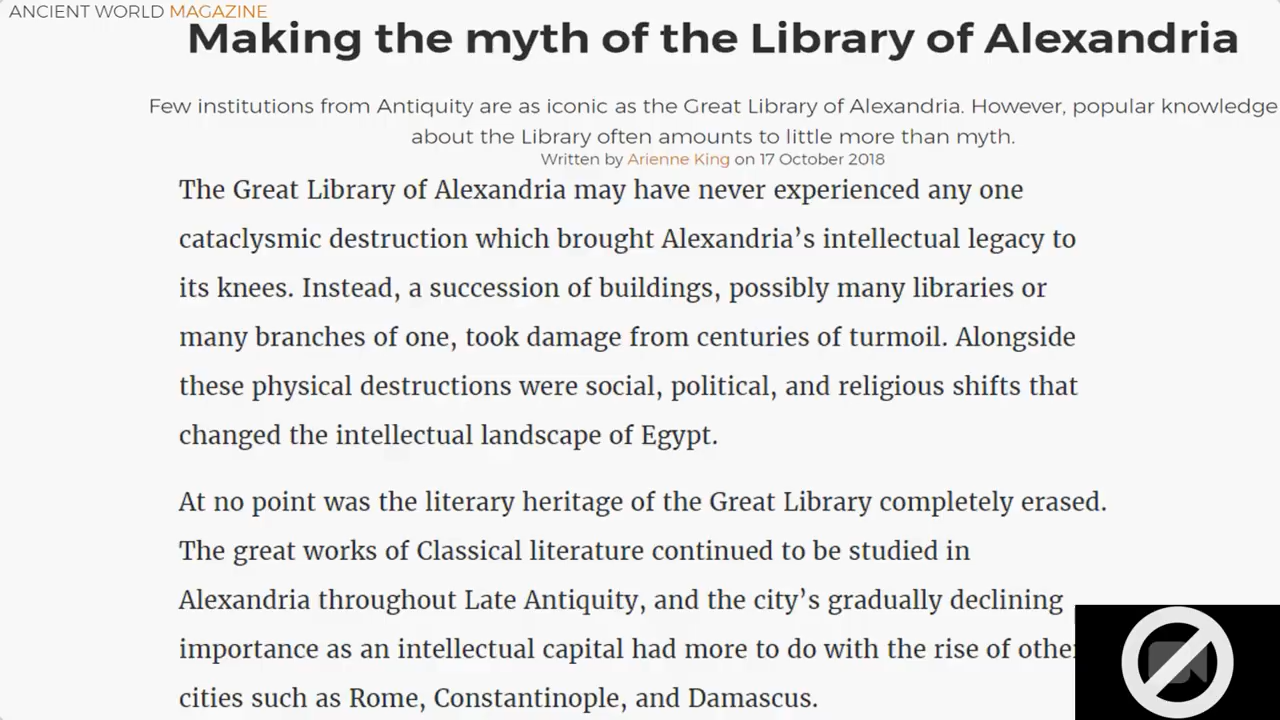 ANCIENT WORLD MAGAZINE
Making the myth of the Library of Alexandria
Few institutions from Antiquity are as iconic as the Great Library of Alexandria. However, popular knowledge
about the Library often amounts to little more than myth.
Written by Arienne King on 17 October 2018
The Great Library of Alexandria may have never experienced any one
cataclysmic destruction which brought Alexandria’s intellectual legacy to
its knees. Instead, a succession of buildings, possibly many libraries or
many branches of one, took damage from centuries of turmoil. Alongside
these physical destructions were social, political, and religious shifts that
changed the intellectual landscape of Egypt.
At no point was the literary heritage of the Great Library completely erased.
The great works of Classical literature continued to be studied in
Alexandria throughout Late Antiquity, and the city’s gradually declining
importance as an intellectual capital had more to do with the rise of other
cities such as Rome, Constantinople, and Damascus.